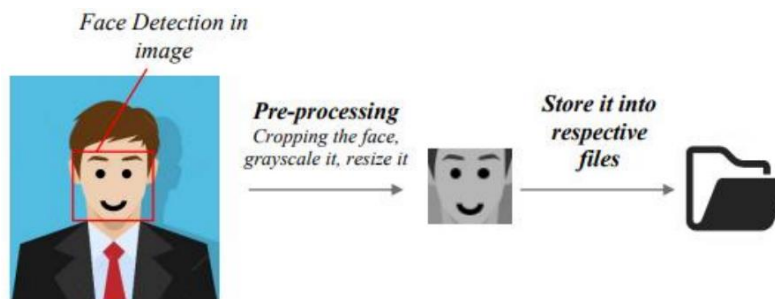 Face Detection in
image
Pre-processing
Cropping the face,
grayscale it, resize it
Store it into
respective
files